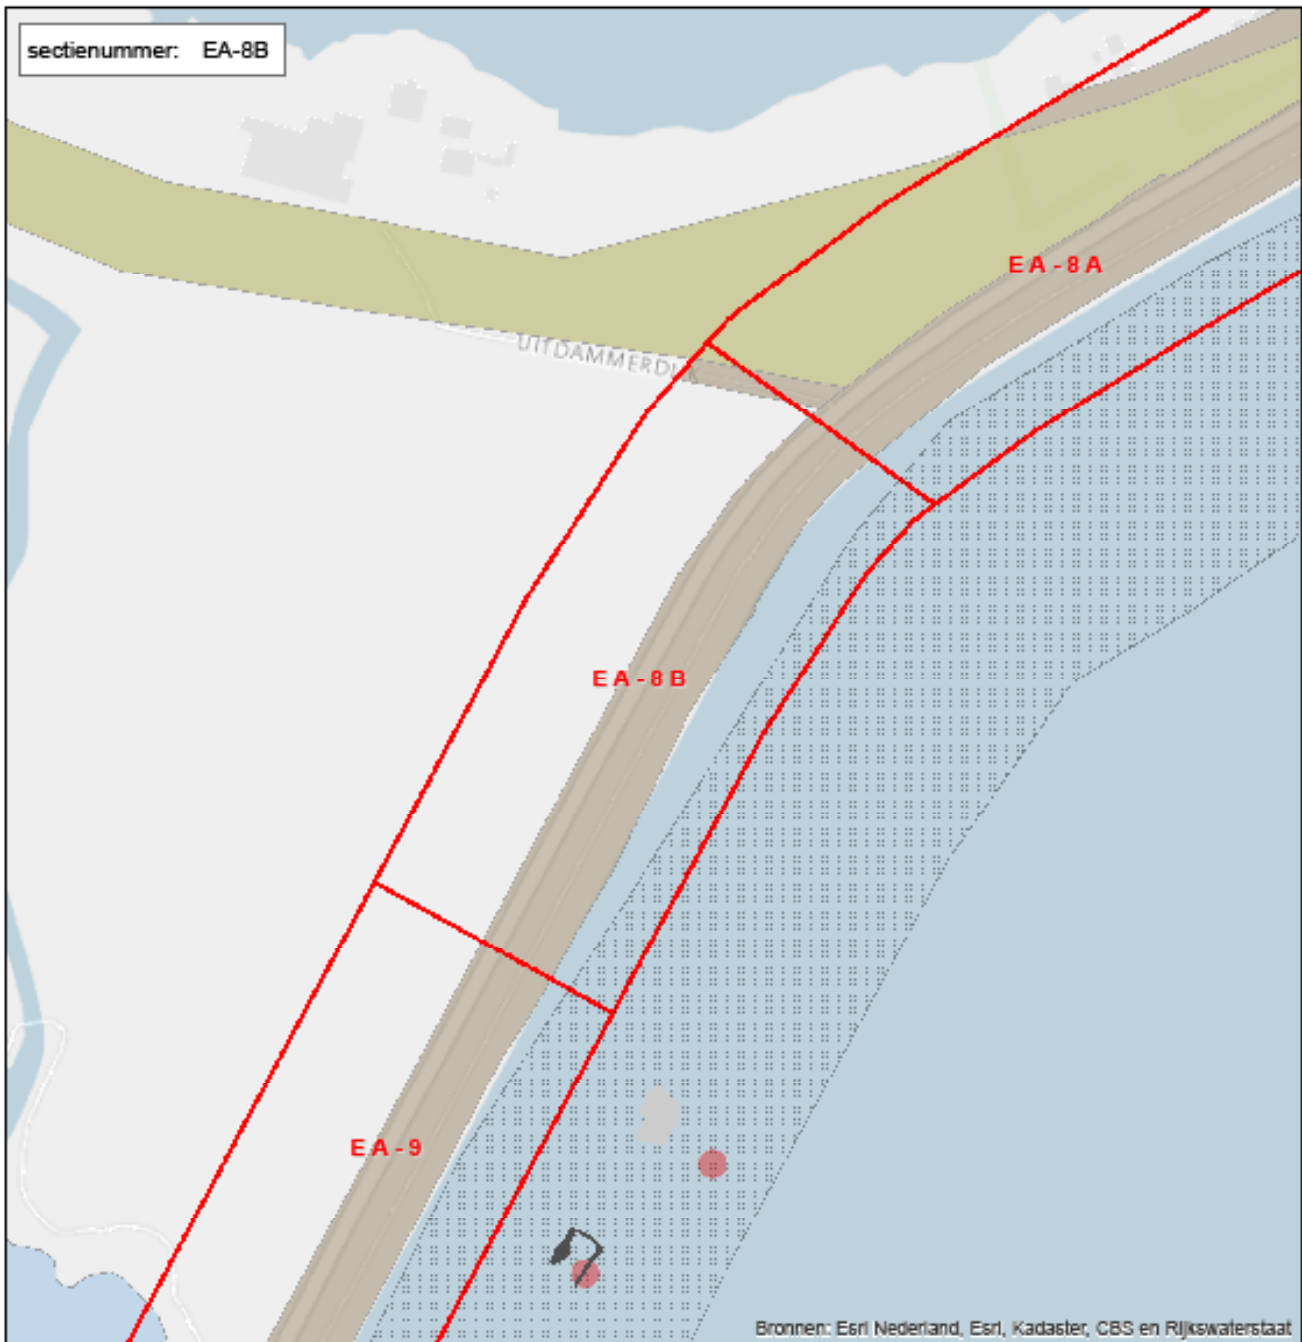 sectienummer: EA-8B
EA-8A
UITDAMMERDIJK
EA-8B
EA-9
Bronnen: Esri Nederland, Esri, Kadaster, CBS en Rijkswaterstaat